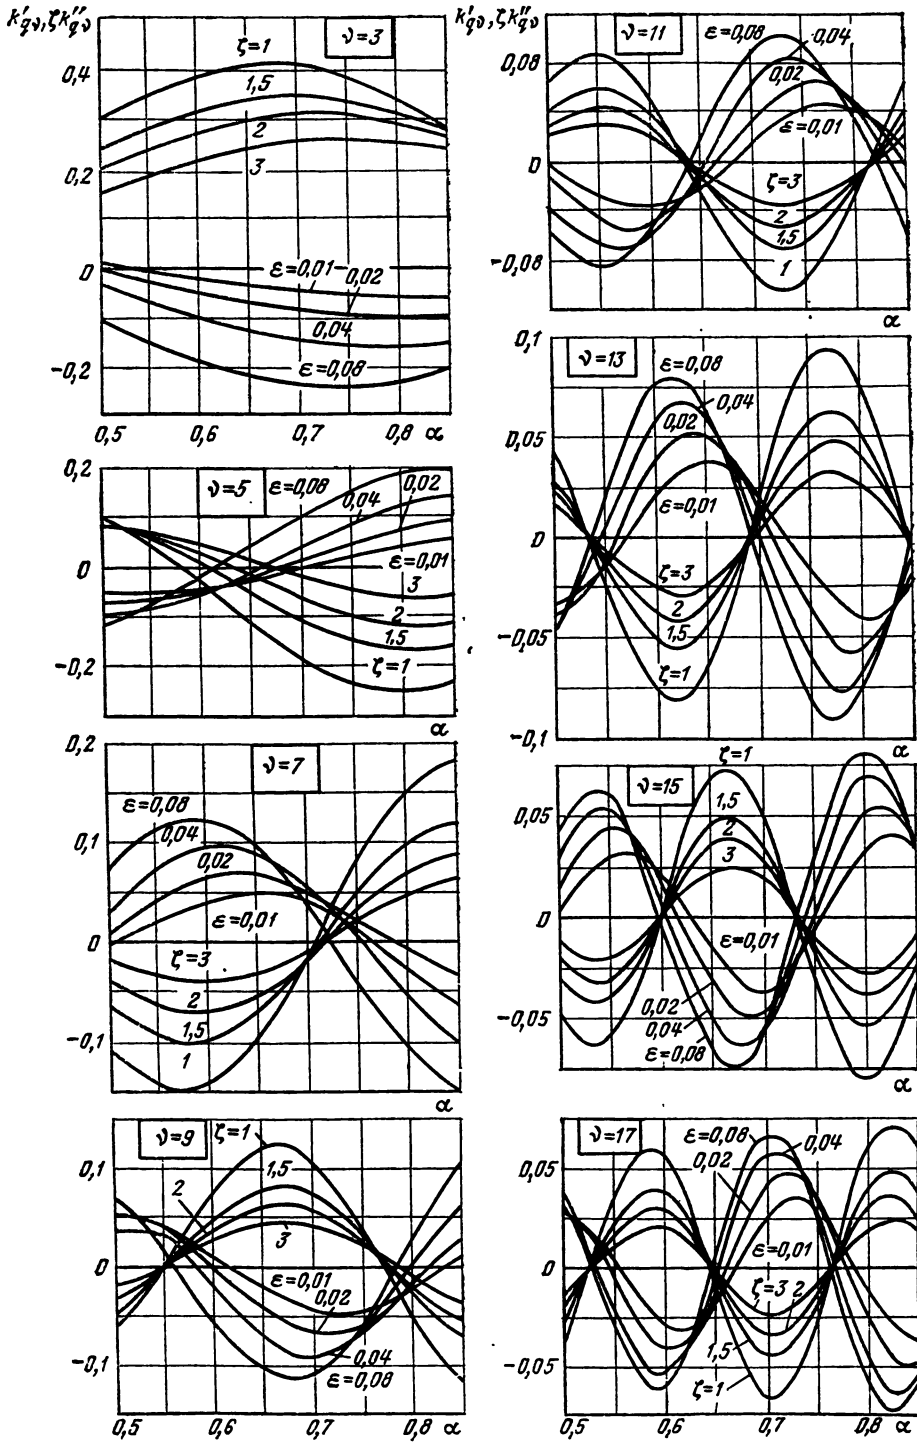 k′qν, ζk″qν
ν=3
ζ=1
0,4
1,5
2
0,2
3
0
ε=0,01
0,02
0,04
-0,2
ε=0,08
0,5 0,6 0,7 0,8 α
0,2
ν=5
ε=0,08
0,04
0,02
0
ε=0,01
3
2
1,5
-0,2
ζ=1
α
0,2
ν=7
ε=0,08
0,04
0,1
0,02
ε=0,01
0
ζ=3
2
1,5
-0,1
1
α
ν=9
ζ=1
0,1
1,5
2
3
0
ε=0,01
0,02
0,04
-0,1
ε=0,08
0,5 0,6 0,7 0,8 α
k′qν, ζk″qν
ν=11
ε=0,08
0,04
0,08
0,02
ε=0,01
0
ζ=3
2
1,5
-0,08
1
α
0,1
ν=13
ε=0,08
0,04
0,02
0,05
ε=0,01
0
ζ=3
2
1,5
-0,05
ζ=1
-0,1
α
ζ=1
ν=15
1,5
0,05
2
3
0
ε=0,01
0,02
-0,05
0,04
ε=0,08
α
ν=17
ε=0,08
0,04
0,02
0,05
ε=0,01
0
ζ=3
2
1,5
-0,05
ζ=1
0,5 0,6 0,7 0,8 α